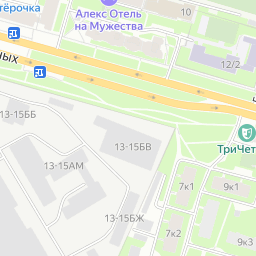 тёрочка
Алекс Отель
на Мужества
10
12/2
ных
13-15ББ
13-15БВ
ТриЧет
13-15АМ
7к1
9к1
13-15БЖ
7к2
9к3